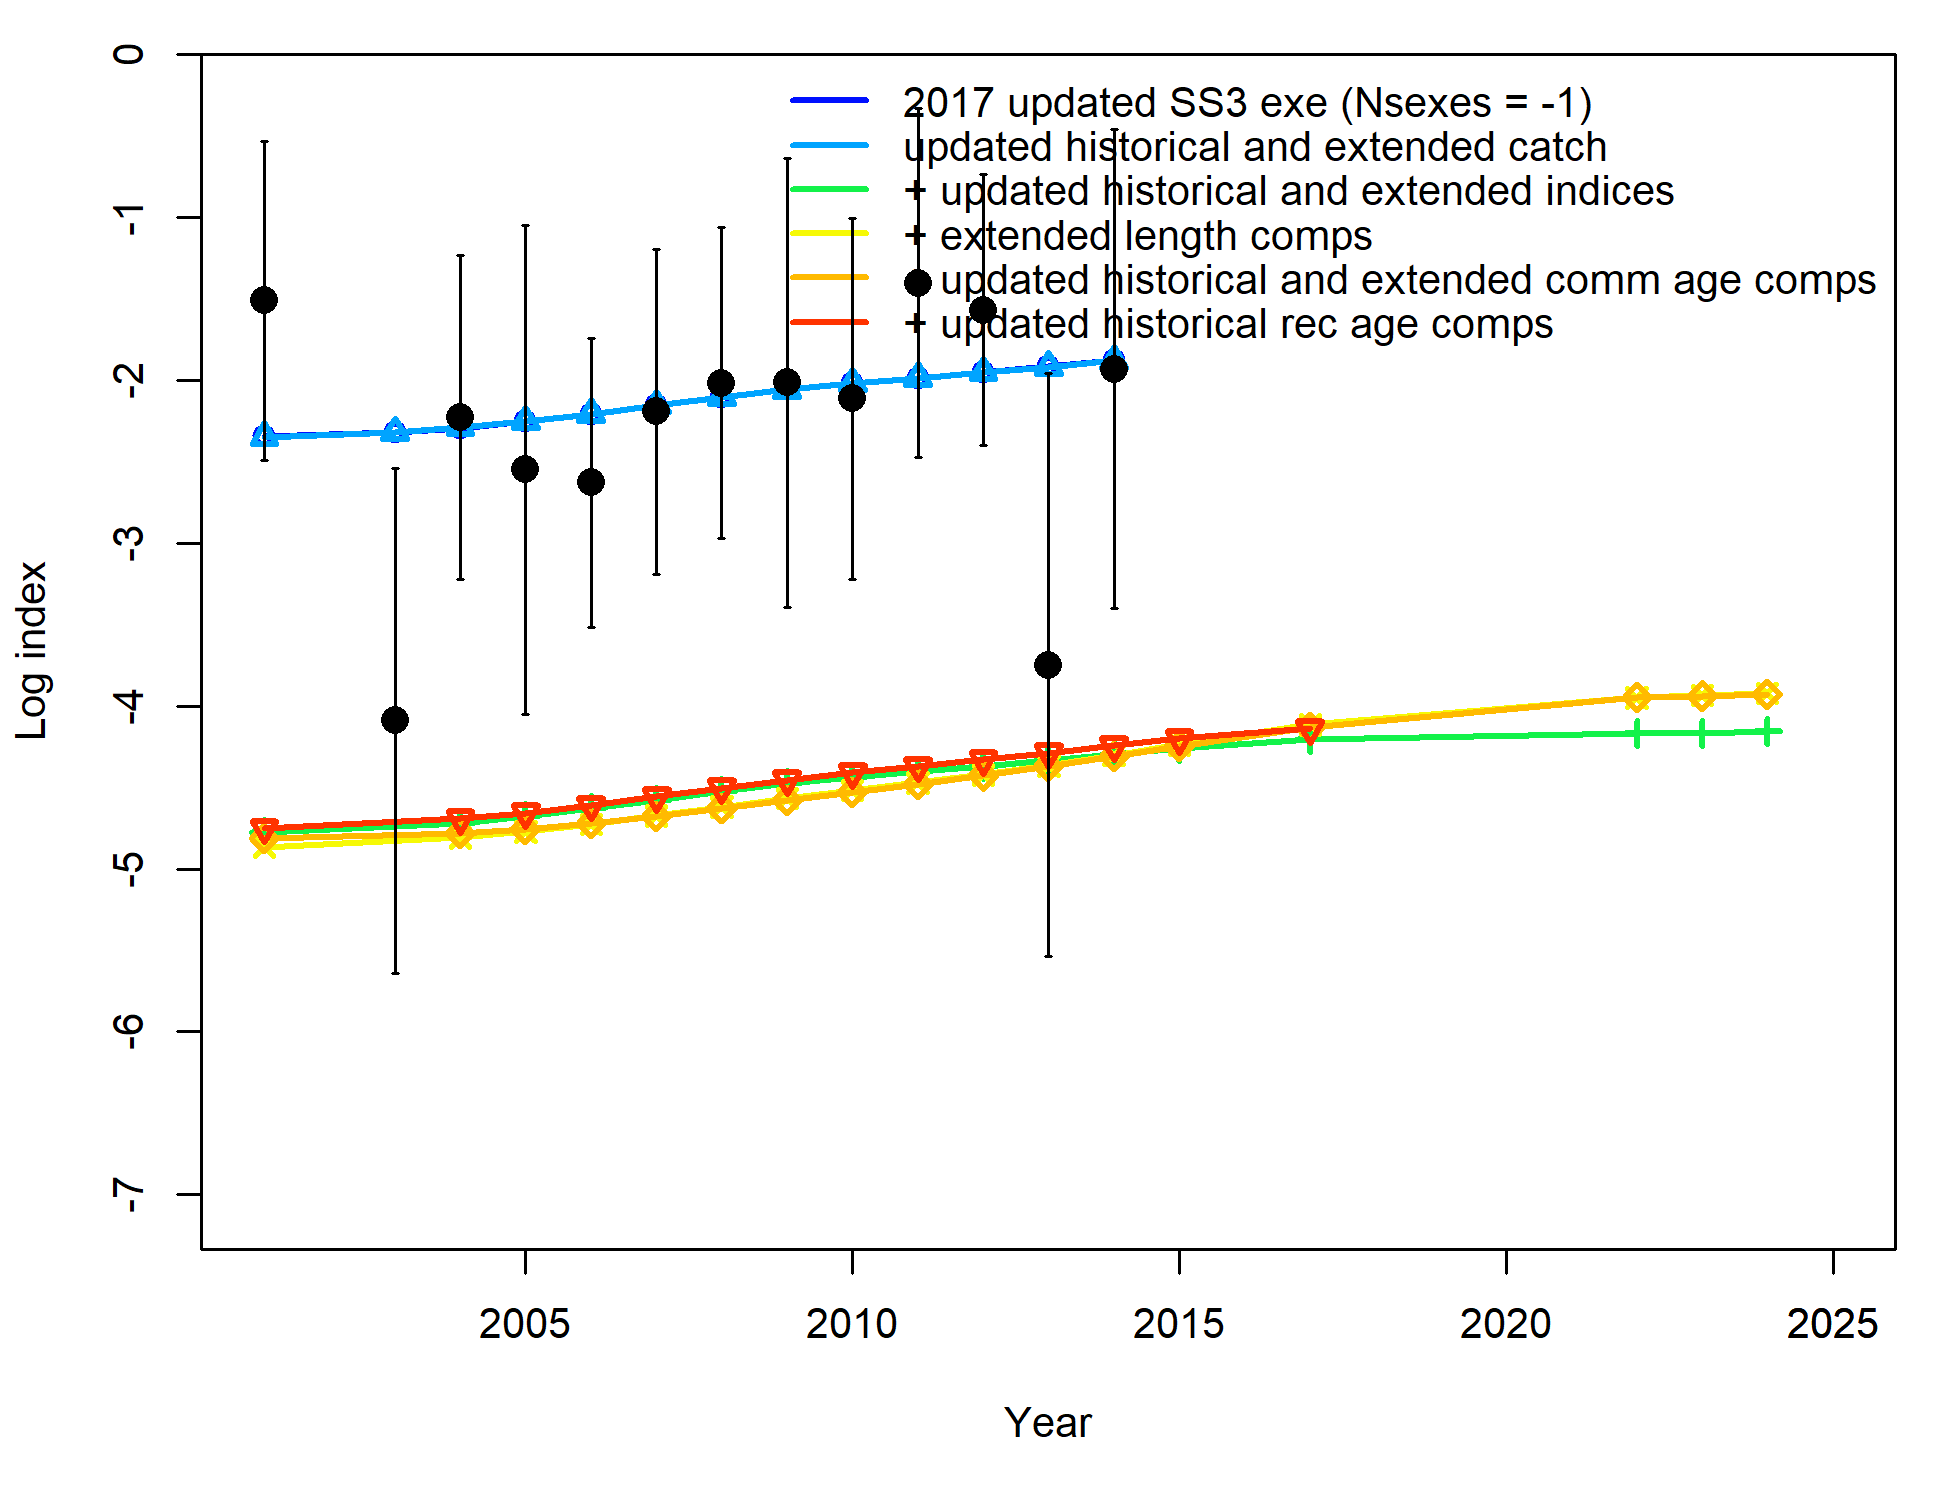 0
-1
-2
-3
-4
-5
-6
-7
Log index
2017 updated SS3 exe (Nsexes = -1)
updated historical and extended catch
+ updated historical and extended indices
+ extended length comps
updated historical and extended comm age comps
+ updated historical rec age comps
2005 2010 2015 2020 2025
Year